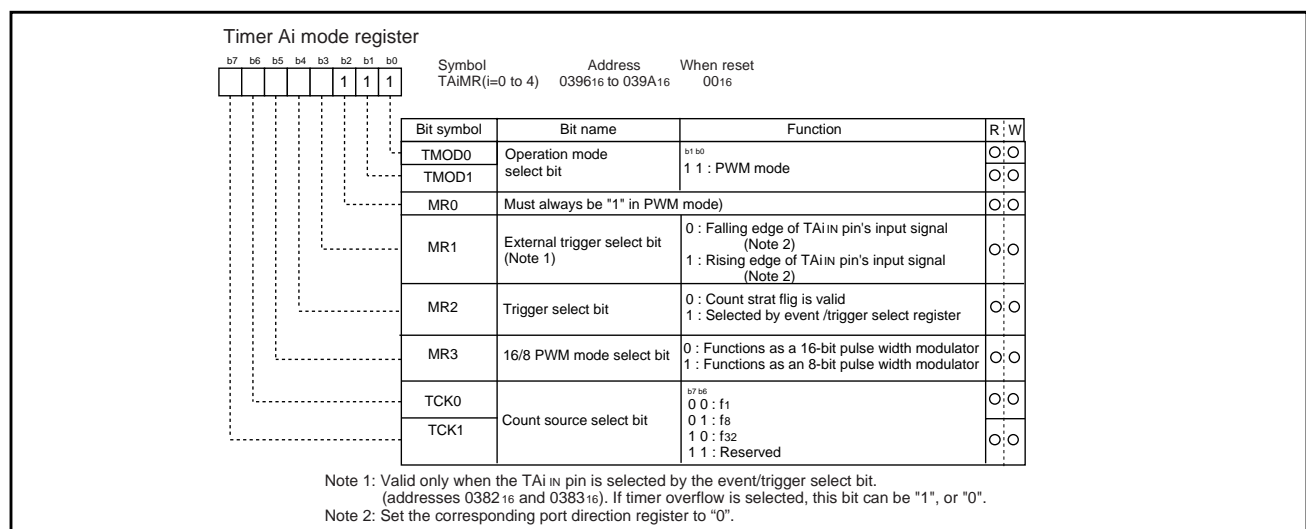 Timer Ai mode register
b7 b6 b5 b4 b3 b2 b1 b0
1 1 1
Symbol Address When reset
TAiMR(i=0 to 4) 039616 to 039A16 0016
Bit symbol Bit name Function R W
TMOD0 Operation mode b1 b0
TMOD1 select bit 1 1 : PWM mode
MR0 Must always be "1" in PWM mode)
MR1 External trigger select bit
(Note 1)
0 : Falling edge of TAiIN pin's input signal
(Note 2)
1 : Rising edge of TAiIN pin's input signal
(Note 2)
MR2 Trigger select bit
0 : Count strat flig is valid
1 : Selected by event /trigger select register
MR3 16/8 PWM mode select bit
0 : Functions as a 16-bit pulse width modulator
1 : Functions as an 8-bit pulse width modulator
TCK0
TCK1
Count source select bit
b7 b6
0 0 : f1
0 1 : f8
1 0 : f32
1 1 : Reserved
Note 1: Valid only when the TAi IN pin is selected by the event/trigger select bit.
(addresses 038216 and 038316). If timer overflow is selected, this bit can be "1", or "0".
Note 2: Set the corresponding port direction register to “0”.